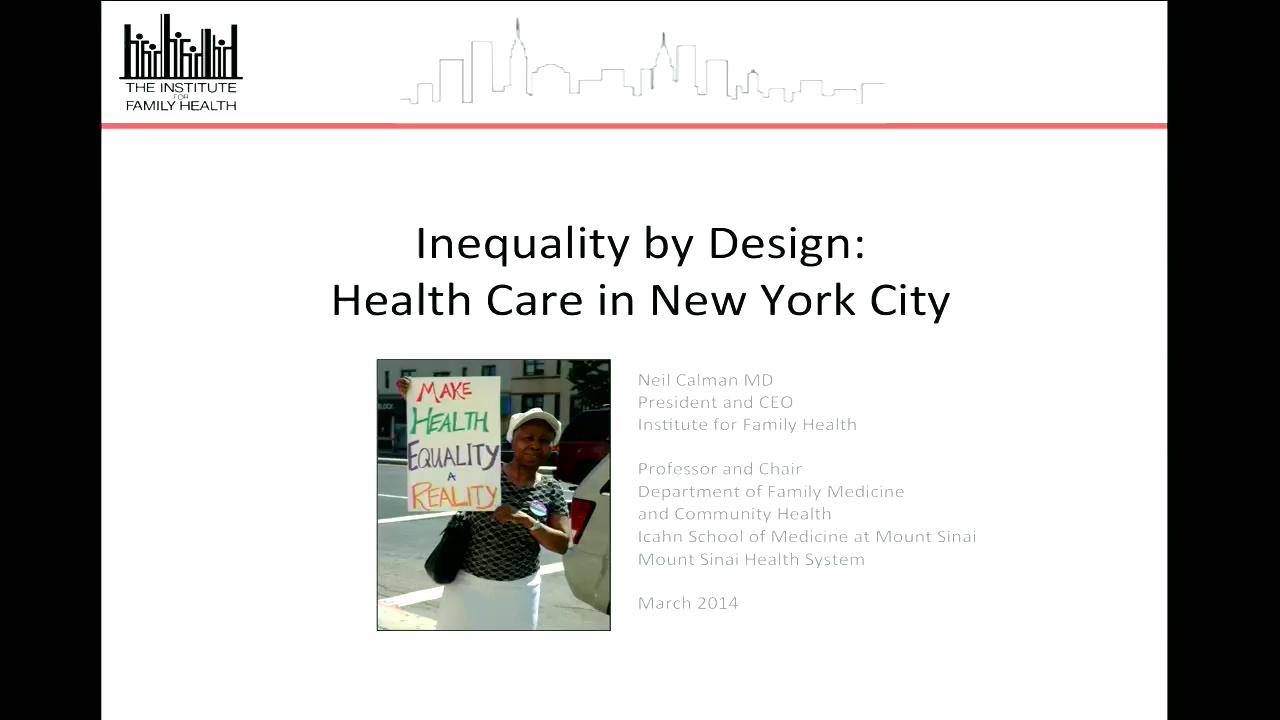 THE INSTITUTE
FOR
FAMILY HEALTH
Inequality by Design:
Health Care in New York City
MAKE
HEALTH
EQUALITY
A
REALITY
Neil Calman MD
President and CEO
Institute for Family Health
Professor and Chair
Department of Family Medicine
and Community Health
Icahn School of Medicine at Mount Sinai
Mount Sinai Health System
March 2014